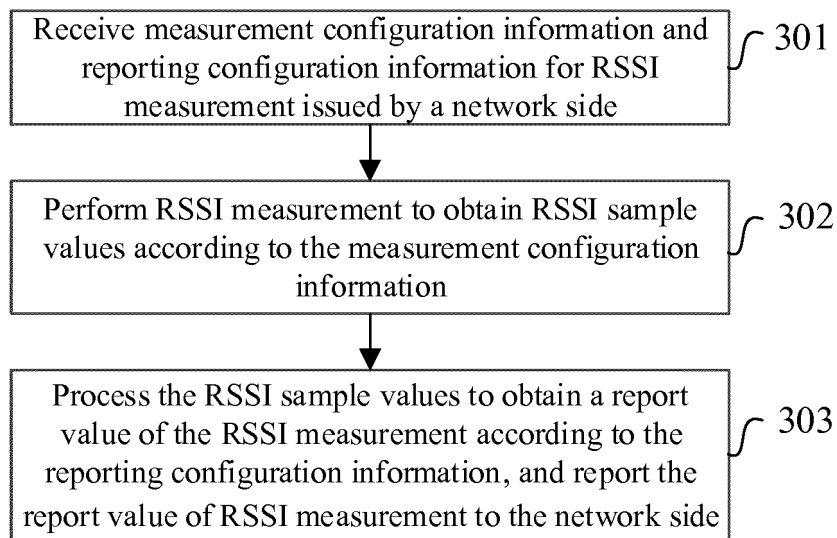 Receive measurement configuration information and
reporting configuration information for RSSI
measurement issued by a network side
301
Perform RSSI measurement to obtain RSSI sample
values according to the measurement configuration
information
302
Process the RSSI sample values to obtain a report
value of the RSSI measurement according to the
reporting configuration information, and report the
report value of RSSI measurement to the network side
303